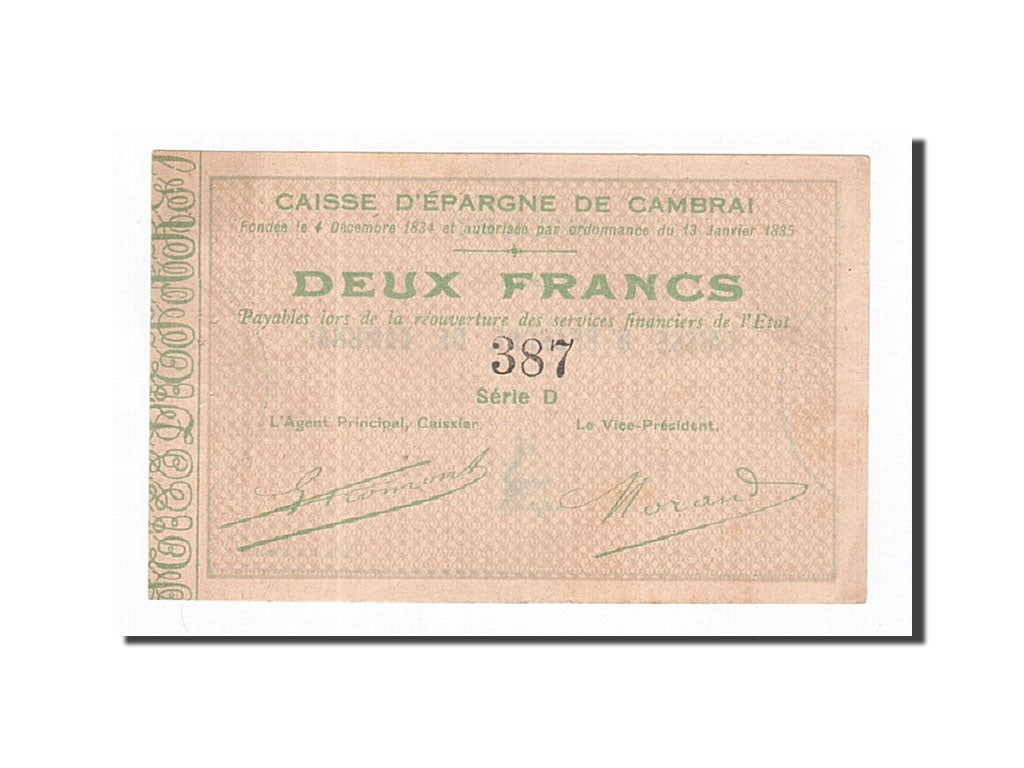 CAISSE D'ÉPARGNE DE CAMBRAI
Fondée le 4 Décembre 1834 et autorisée par ordonnance du 13 Janvier 1835
DEUX FRANCS
Payables lors de la réouverture des services financiers de l'Etat
387
Série D
L'Agent Principal, Caissier, Le Vice-Président,
Morand